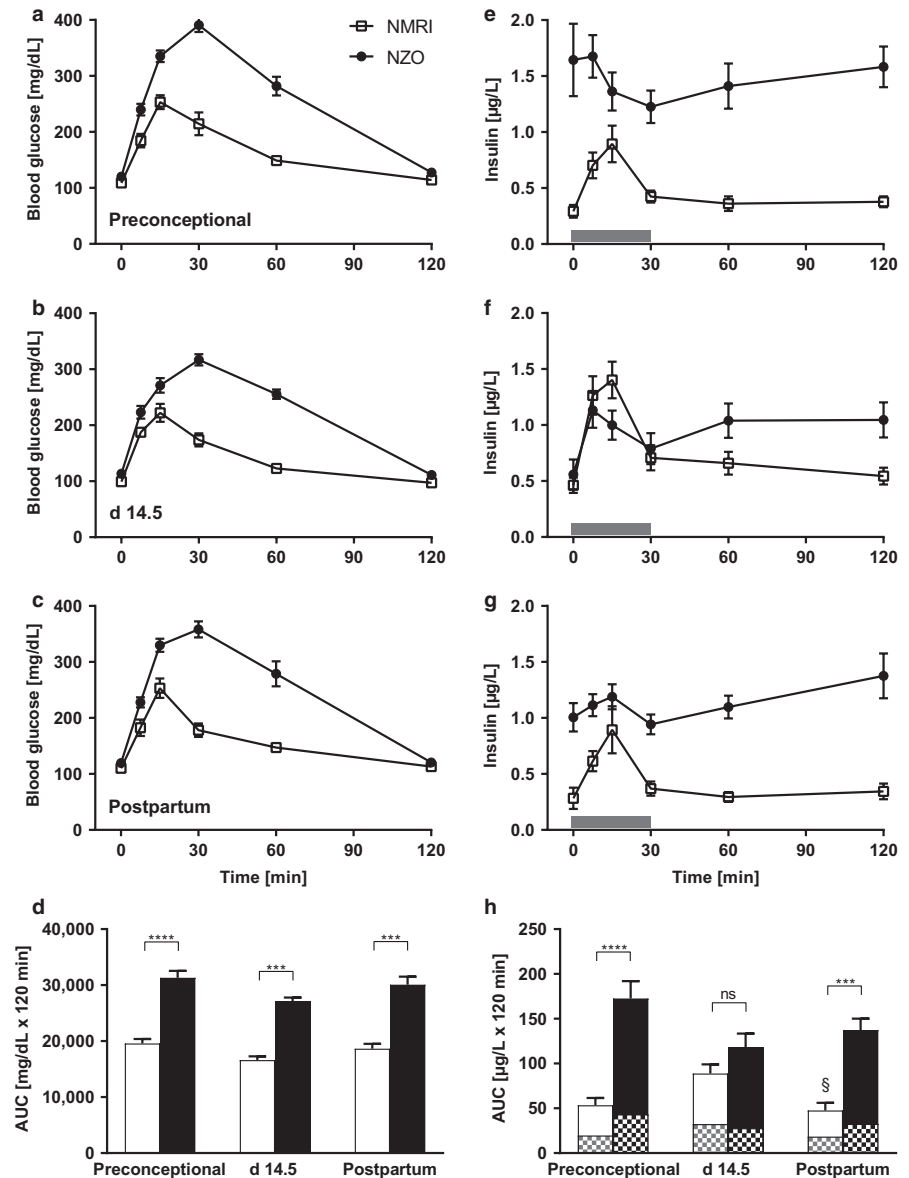 a
400
300
200
100
0
Blood glucose [mg/dL]
NMRI
NZO
Preconceptional
0 30 60 90 120
e
2.0
1.5
1.0
0.5
0.0
Insulin [µg/L]
0 30 60 90 120
b
400
300
200
100
0
Blood glucose [mg/dL]
d 14.5
0 30 60 90 120
f
2.0
1.5
1.0
0.5
0.0
Insulin [µg/L]
0 30 60 90 120
c
400
300
200
100
0
Blood glucose [mg/dL]
Postpartum
0 30 60 90 120
Time [min]
g
2.0
1.5
1.0
0.5
0.0
Insulin [µg/L]
0 30 60 90 120
Time [min]
d
40,000
30,000
20,000
10,000
0
AUC [mg/dL x 120 min]
**** *** ***
Preconceptional d 14.5 Postpartum
h
250
200
150
100
50
0
AUC [µg/L x 120 min]
**** ns ***
§
Preconceptional d 14.5 Postpartum